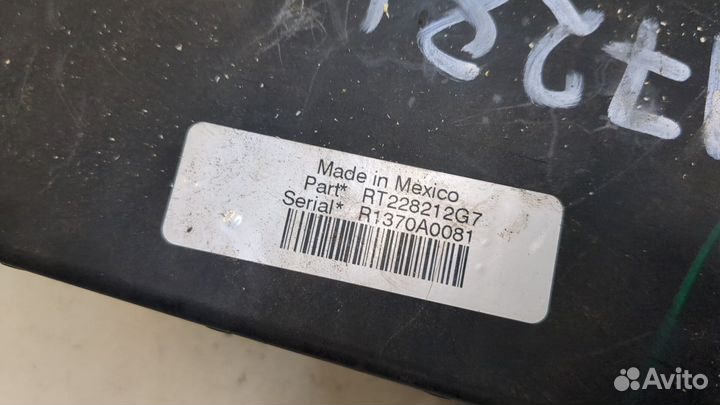 Made in Mexico
Part* RT228212G7
Serial* R1370A0081
Avito